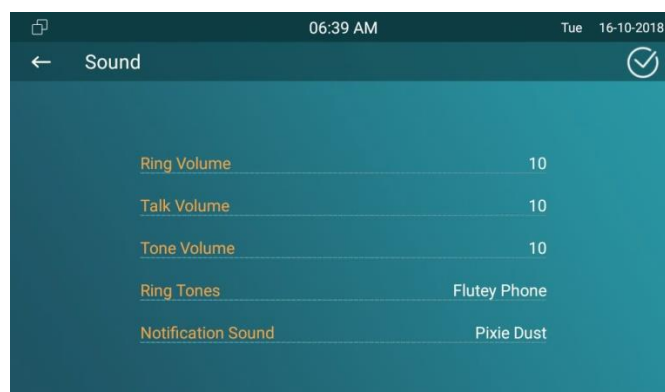 06:39 AM Tue 16-10-2018
Sound
Ring Volume 10
Talk Volume 10
Tone Volume 10
Ring Tones Flutey Phone
Notification Sound Pixie Dust